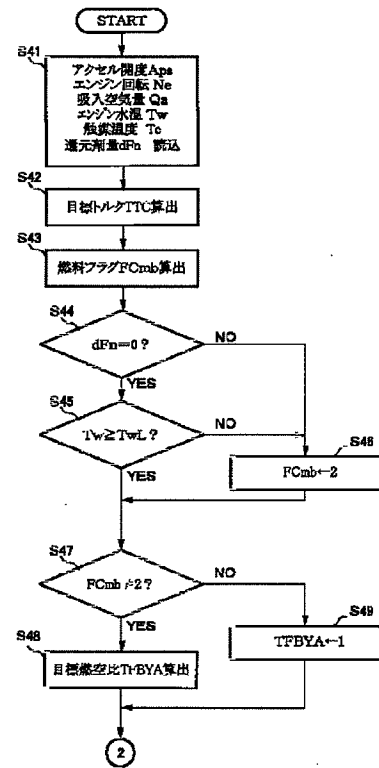 START
S41
アクセル開度Aps
エンジン回転 Ne
吸入空気量 Qa
エンジン水温 Tw
触媒温度 Tc
還元剤量dFn 読込
S42
目標トルクTTC算出
S43
燃料フラグFCmb算出
S44
dFn=0?
NO
YES
S45
Tw≧TwL?
NO
YES
S46
FCmb←2
S47
FCmb≠2?
NO
YES
S48
目標燃空比TFBYA算出
S49
TFBYA←1
2